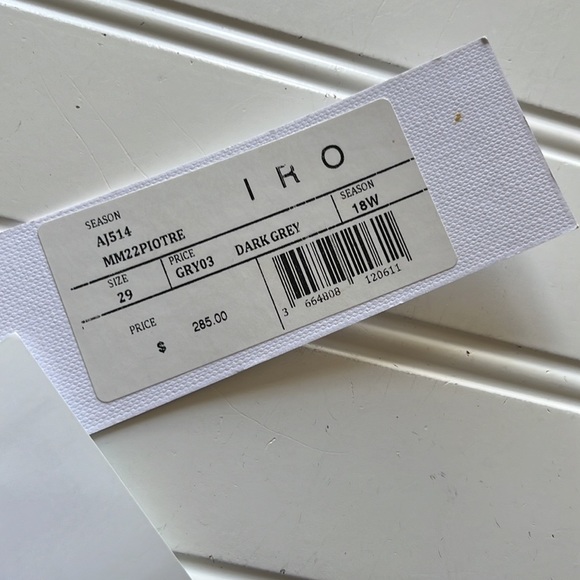 IRO
SEASON
AJ514
MM22PIOTRE
SIZE
29
PRICE
GRY03 DARK GREY
SEASON
18W
PRICE
$ 285.00
3 664808 120611